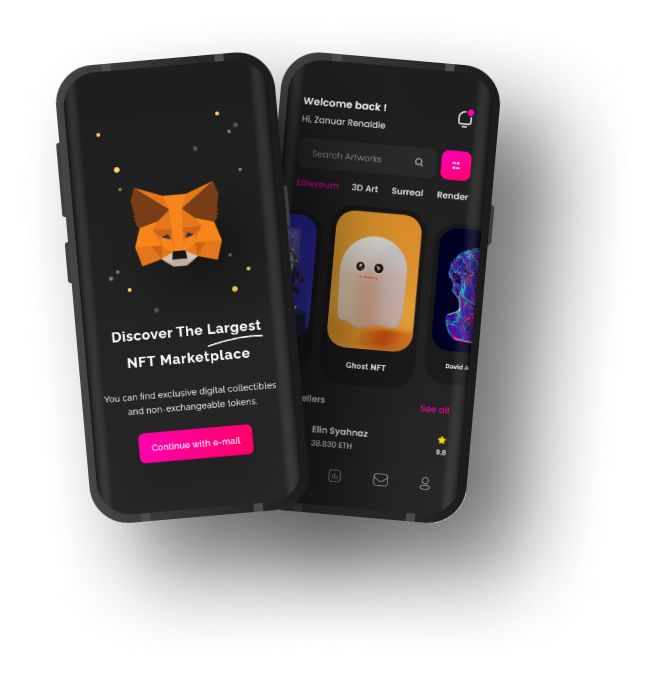 Discover The Largest
NFT Marketplace
You can find exclusive digital collectibles
and non-exchangeable tokens.
Continue with e-mail
Welcome back !
Hi, Zanuar Renaldie
Search Artworks
Ethereum 3D Art Surreal Render
Ghost NFT
David A
ellers
See all
Elin Syahnaz
38.830 ETH
9.8